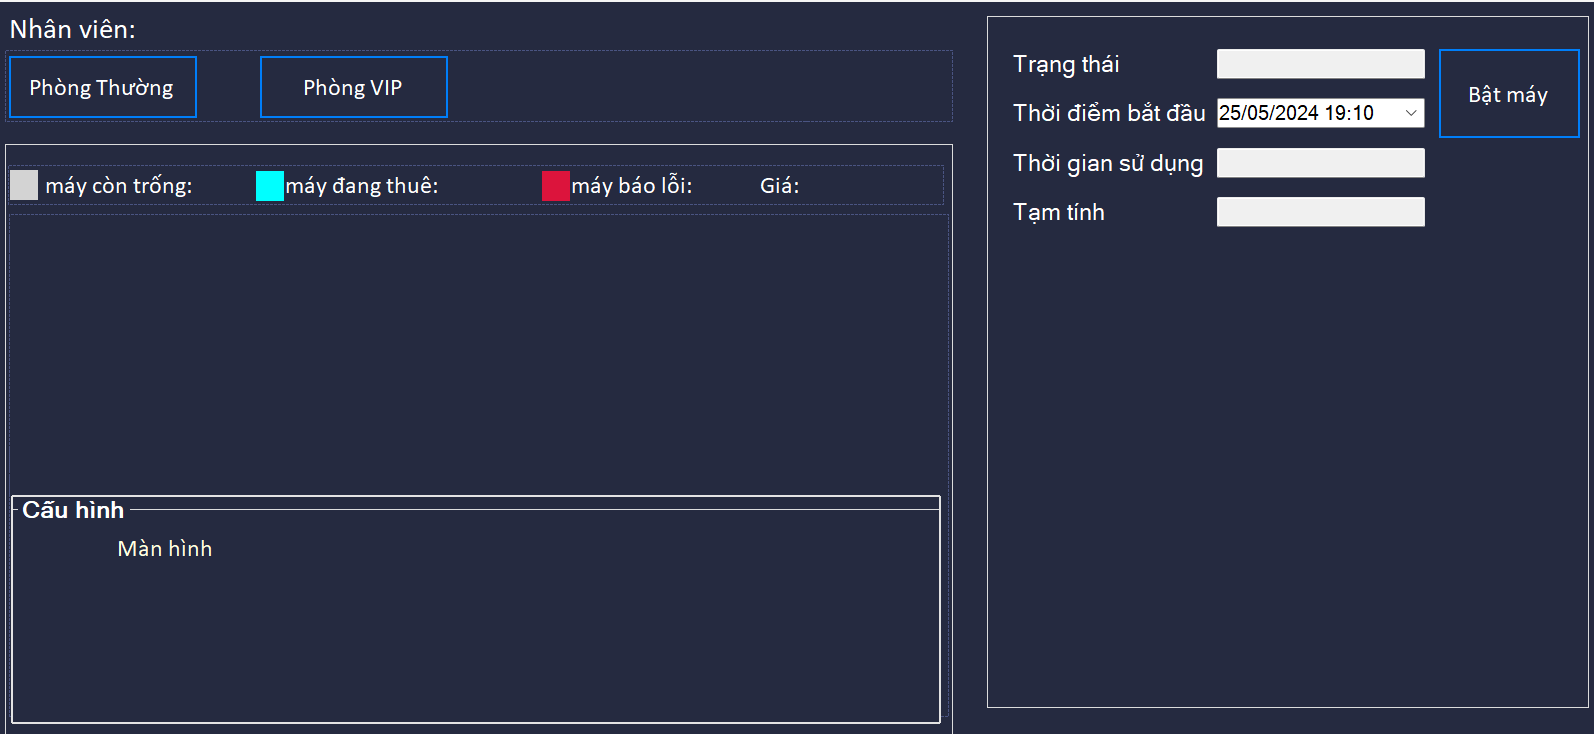 Nhân viên:
Phòng Thường
Phòng VIP
máy còn trống:
máy đang thuê:
máy báo lỗi:
Giá:
Cấu hình
Màn hình
Trạng thái
Thời điểm bắt đầu
25/05/2024 19:10
Thời gian sử dụng
Tạm tính
Bật máy